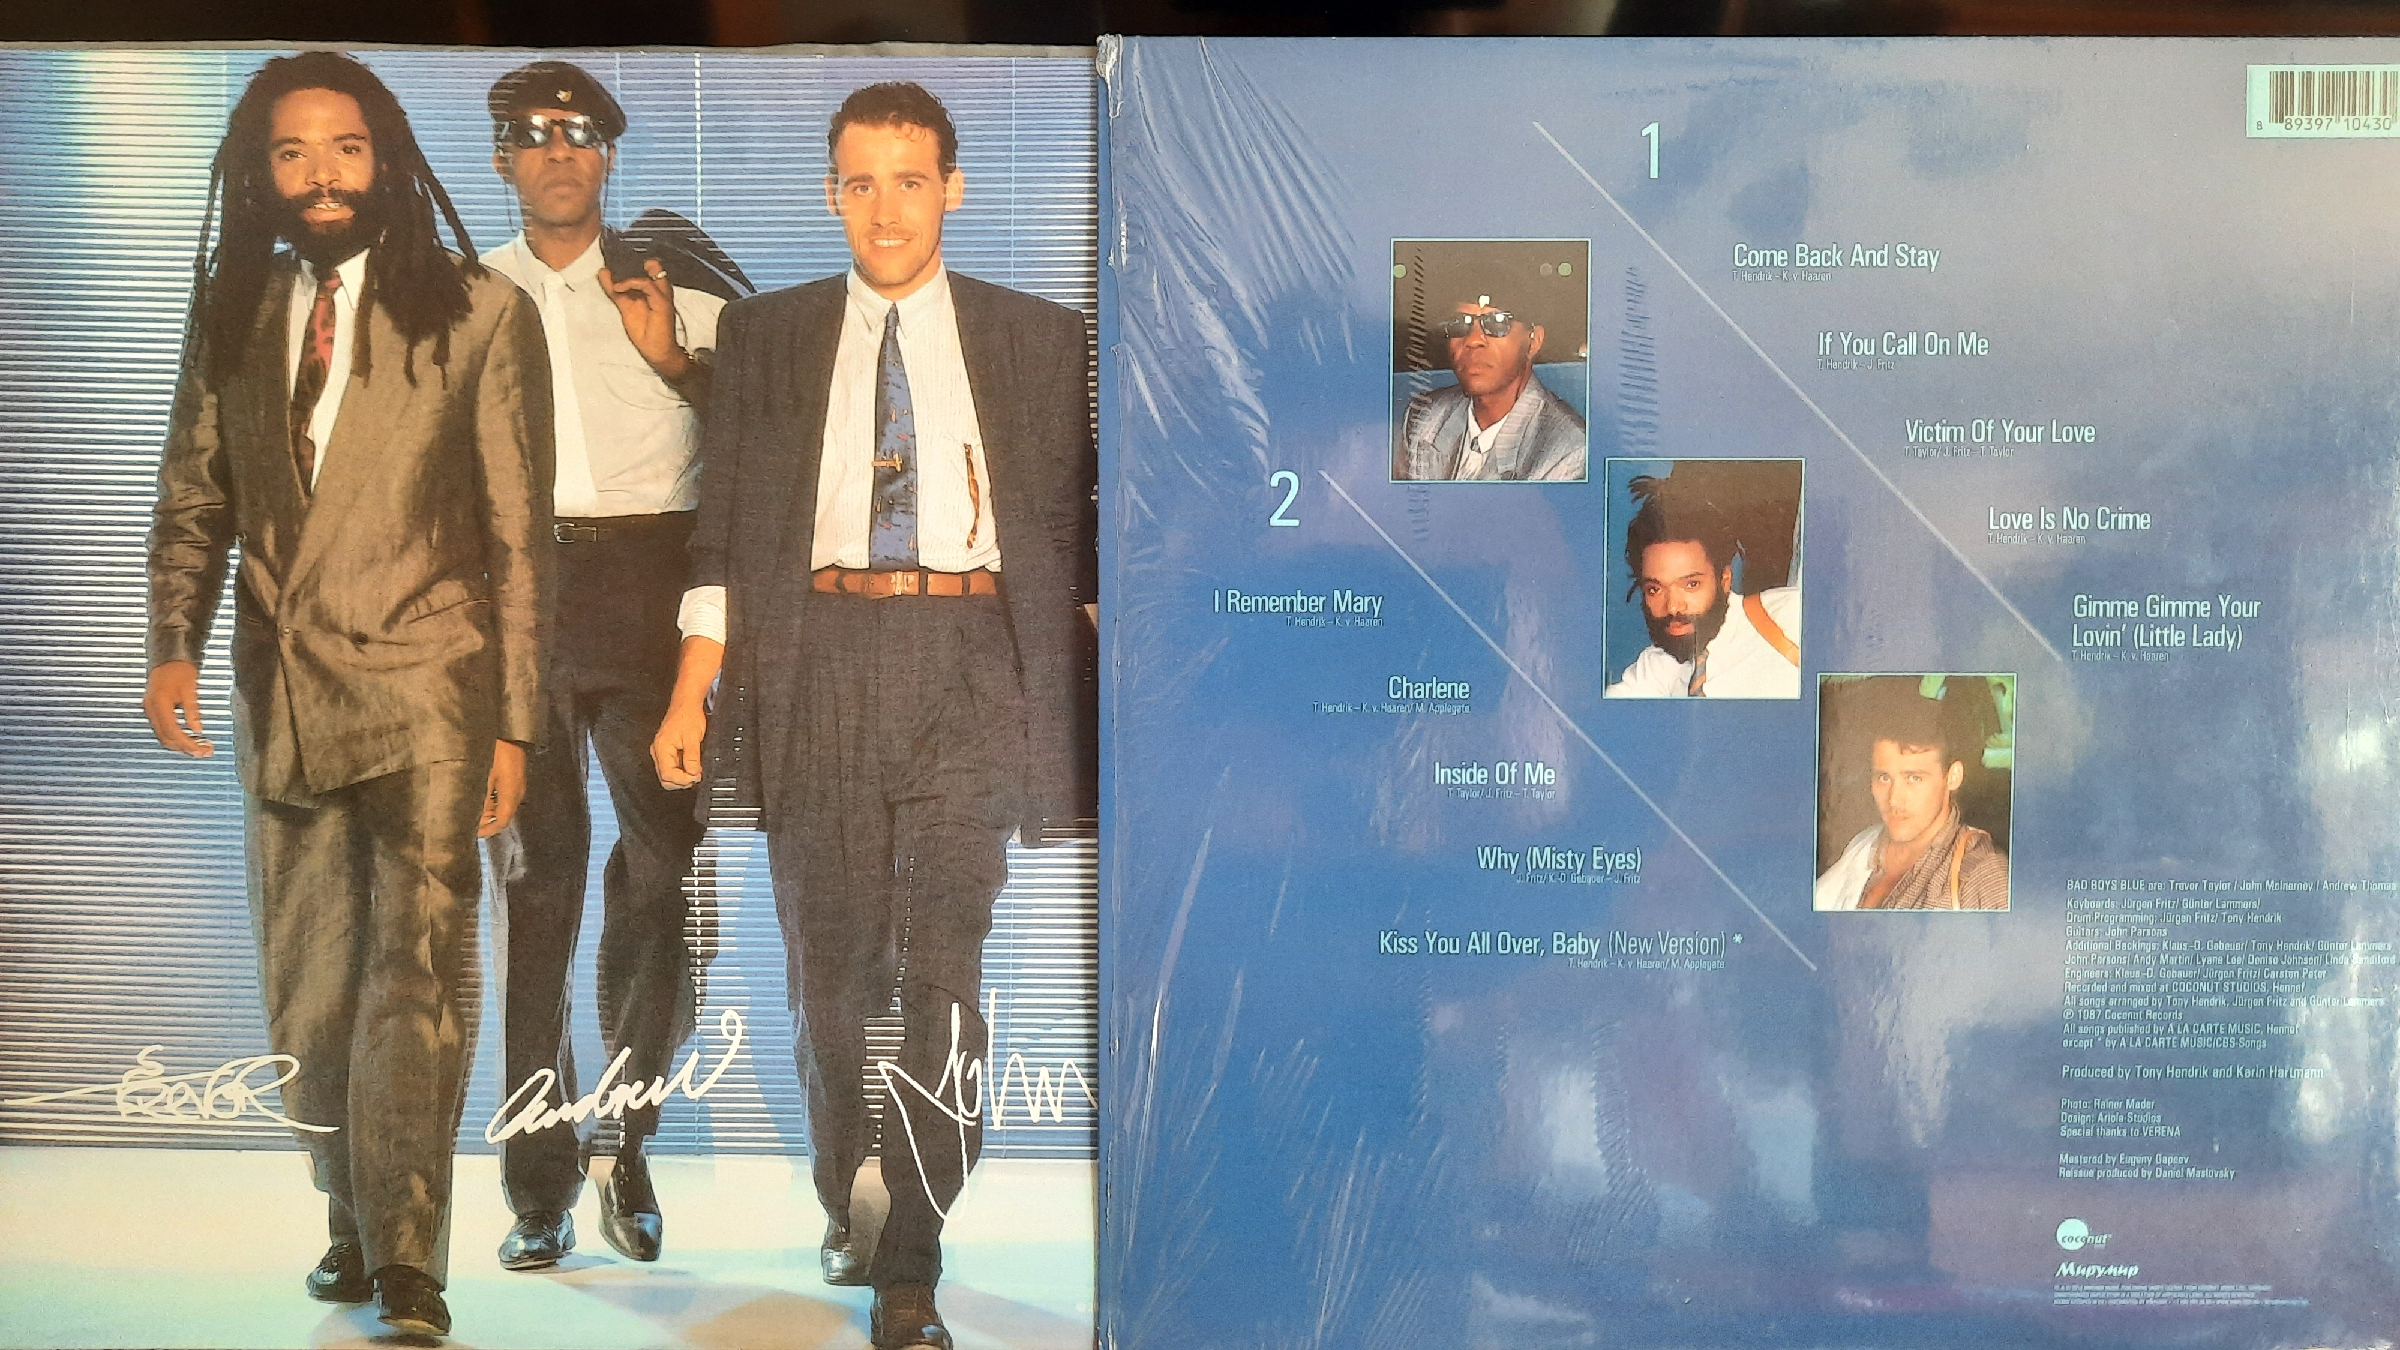 TREVOR
Andrew
John
8 89397 10430
1
Come Back And Stay
T. Hendrik – K. v. Haaren
If You Call On Me
T. Hendrik – J. Fritz
Victim Of Your Love
T. Taylor/ J. Fritz – T. Taylor
Love Is No Crime
T. Hendrik – K. v. Haaren
Gimme Gimme Your
Lovin' (Little Lady)
T. Hendrik – K. v. Haaren
2
I Remember Mary
T. Hendrik – K. v. Haaren
Charlene
T. Hendrik – K. v. Haaren/ M. Applegate
Inside Of Me
T. Taylor/ J. Fritz – T. Taylor
Why (Misty Eyes)
J. Fritz/ K.-D. Gebauer – J. Fritz
Kiss You All Over, Baby (New Version) *
T. Hendrik – K. v. Haaren/ M. Applegate
BAD BOYS BLUE are: Trevor Taylor / John McInerney / Andrew Thomas
Keyboards: Jürgen Fritz/ Günter Lammers/
Drum Programming: Jürgen Fritz/ Tony Hendrik
Guitars: John Parsons
Additional Backings: Klaus-D. Gebauer/ Tony Hendrik/ Günter Lammers
John Parsons/ Andy Martin/ Lyane Lee/ Denise Johnson/ Linda Sandiford
Engineers: Klaus-D. Gebauer/ Jürgen Fritz/ Carsten Peter
Recorded and mixed at COCONUT STUDIOS, Hennef
All songs arranged by Tony Hendrik, Jürgen Fritz and Günter Lammers
℗ 1987 Coconut Records
All songs published by A LA CARTE MUSIC, Hennef
except * by A LA CARTE MUSIC/CBS-Songs
Produced by Tony Hendrik and Karin Hartmann
Photo: Rainer Mader
Design: Ariola-Studios
Special thanks to VERENA
Mastered by Eugeny Gapeev
Reissue produced by Daniel Maslovsky
coconut
Мирумир